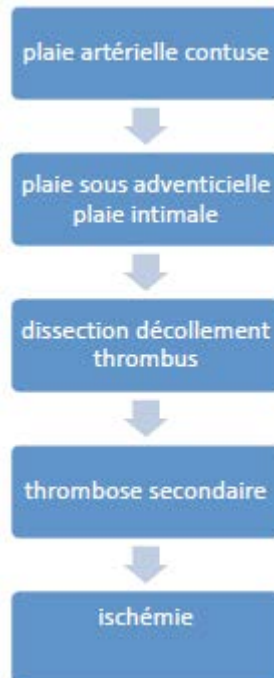 plaie artérielle contuse
plaie sous adventicielle
plaie intimale
dissection décollement
thrombus
thrombose secondaire
ischémie